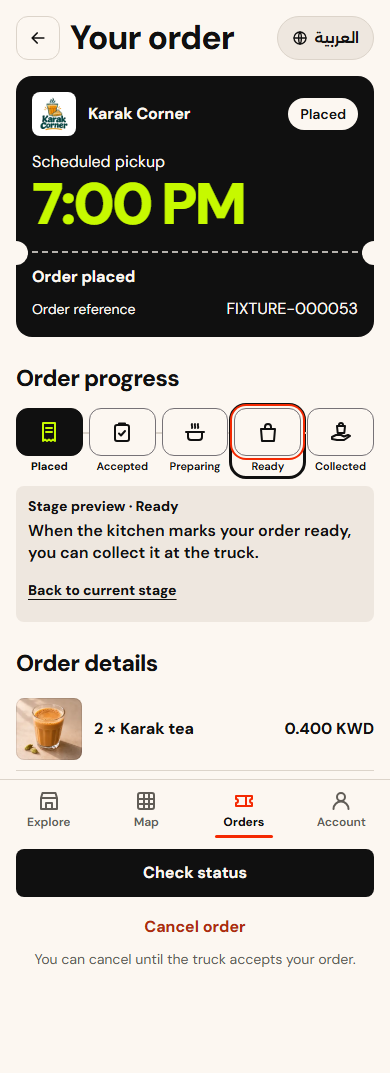 Your order
العربية
Karak Corner
Karak Corner
Placed
Scheduled pickup
7:00 PM
Order placed
Order reference
FIXTURE-000053
Order progress
Placed
Accepted
Preparing
Ready
Collected
Stage preview · Ready
When the kitchen marks your order ready,
you can collect it at the truck.
Back to current stage
Order details
2 × Karak tea
0.400 KWD
Explore
Map
Orders
Account
Check status
Cancel order
You can cancel until the truck accepts your order.